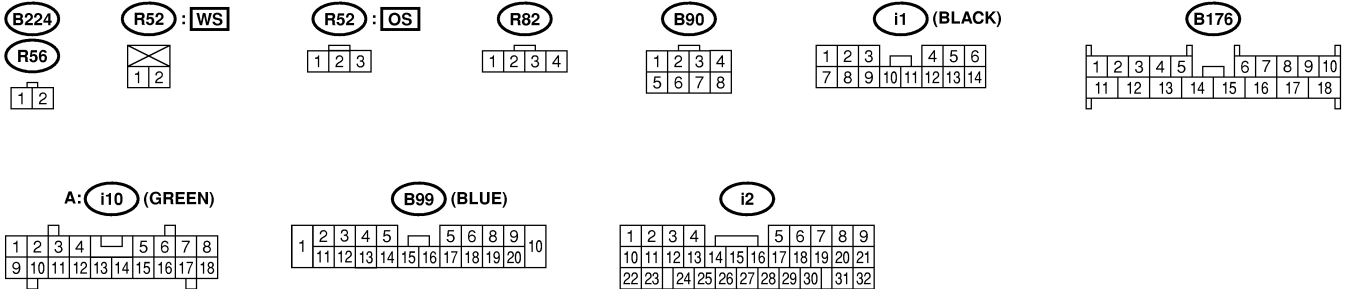 B224 R52 : WS R52 : OS R82 B90 i1 (BLACK) B176
R56
1 2 3 1 2 3 4 1 2 3 4 1 2 3 4 5 6 1 2 3 4 5 6 7 8 9 10
1 2 5 6 7 8 7 8 9 10 11 12 13 14 11 12 13 14 15 16 17 18
1 2
A: i10 (GREEN) B99 (BLUE) i2
1 2 3 4 5 6 7 8 1 2 3 4 5 5 6 7 8 9 10 1 2 3 4 5 6 7 8 9
9 10 11 12 13 14 15 16 17 18 11 12 13 14 15 16 17 18 19 20 10 11 12 13 14 15 16 17 18 19 20 21
22 23 24 25 26 27 28 29 30 31 32